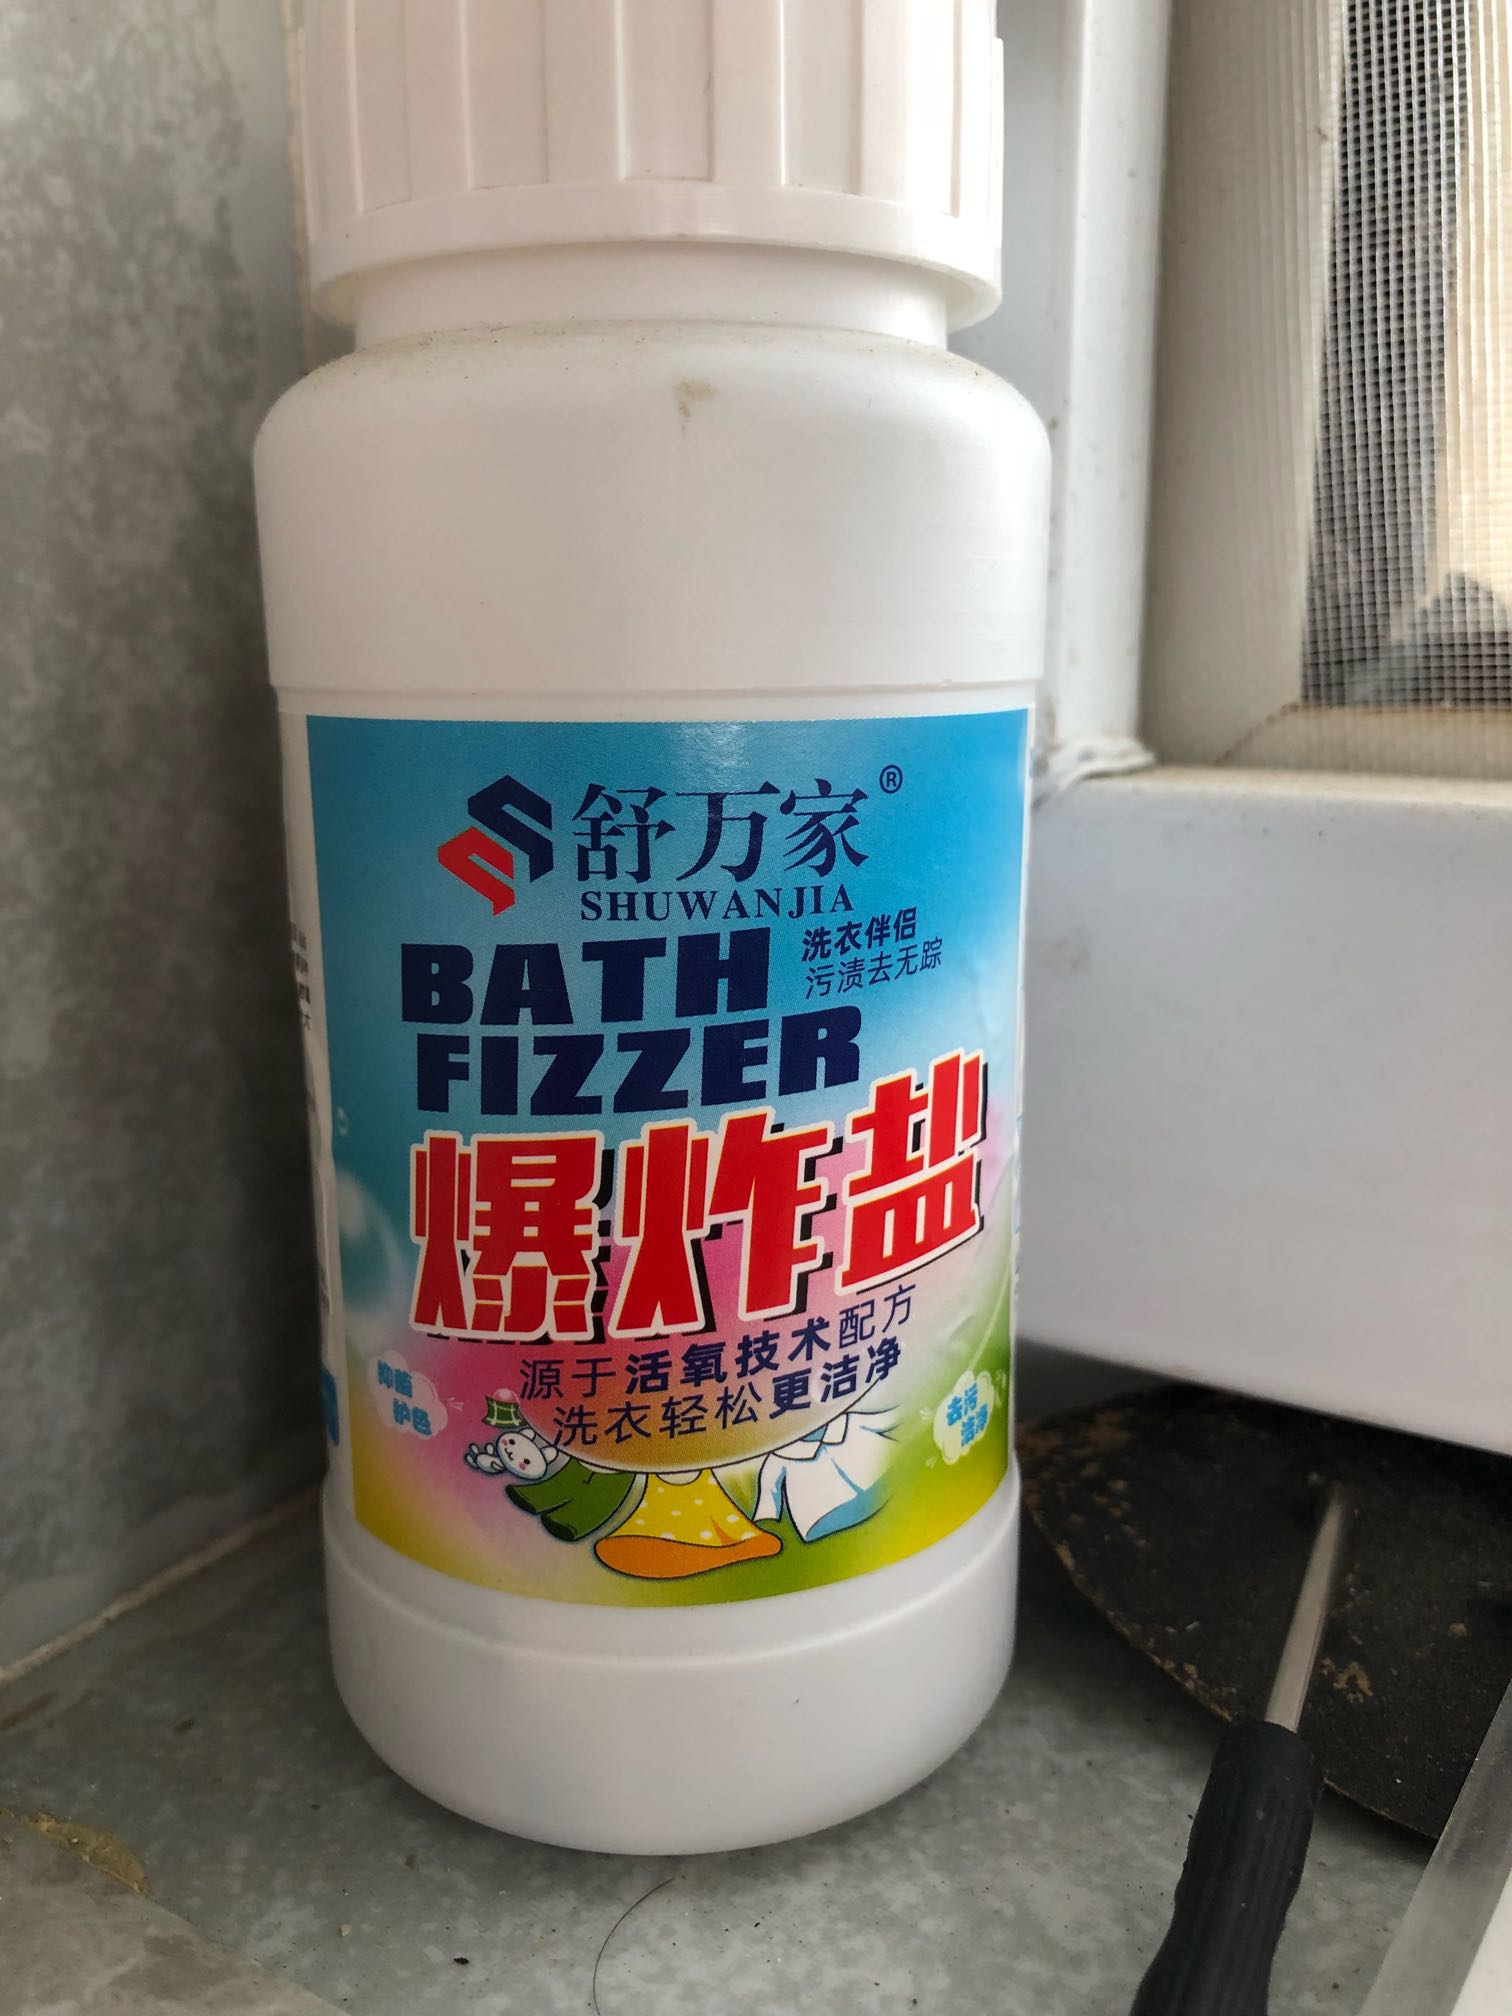 舒万家®
SHUWANJIA
BATH
FIZZER
洗衣伴侣
污渍去无踪
爆炸盐
源于活氧技术配方
洗衣轻松更洁净
抑菌
护色
去污
洁净